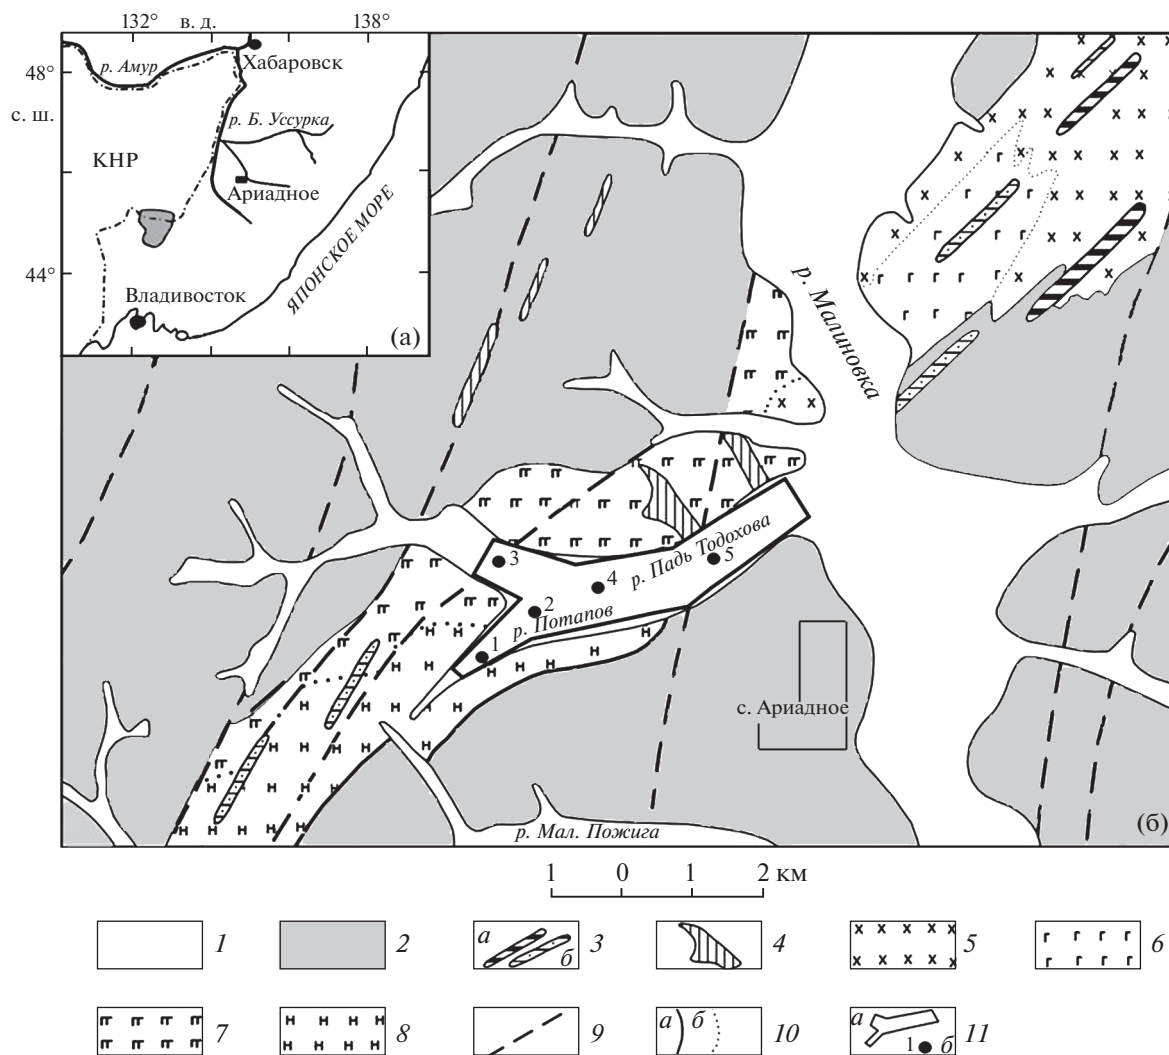 132° в. д. 138°
48°
с. ш.
44°
р. Амур
Хабаровск
р. Б. Уссурка
КНР
Ариадное
ЯПОНСКОЕ МОРЕ
Владивосток
(а)
р. Малиновка
р. Падь Тодохова
р. Потапов
3
5
4
2
1
с. Ариадное
р. Мал. Пожига
(б)
1 0 1 2 км
1
2
а б 3
4
5
6
7
8
9
а б 10
а 1 б 11